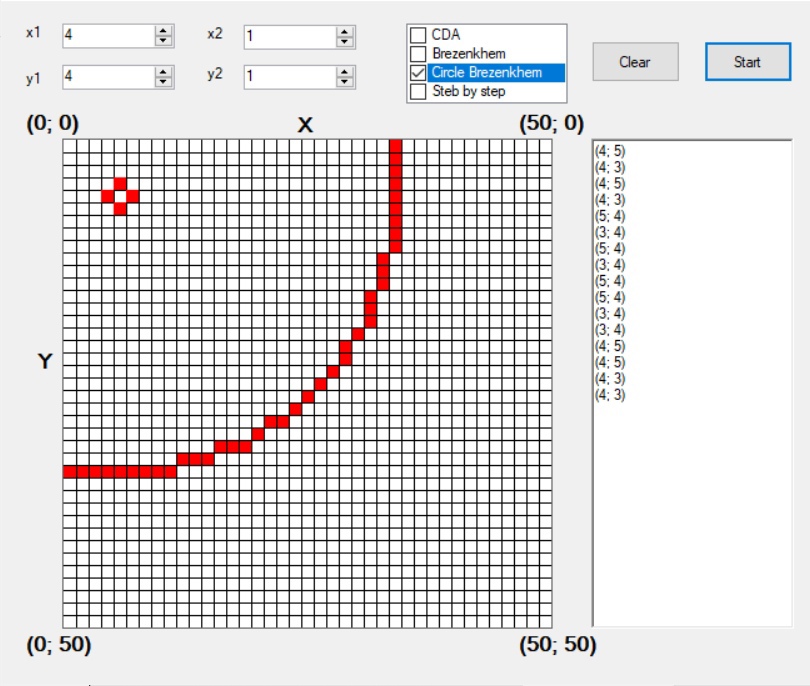 x1 4 x2 1
y1 4 y2 1
CDA
Brezenkhem
Circle Brezenkhem
Steb by step
Clear Start
(0; 0) X (50; 0)
Y
(0; 50) (50; 50)
(4; 5)
(4; 3)
(4; 5)
(4; 3)
(5; 4)
(3; 4)
(5; 4)
(3; 4)
(5; 4)
(5; 4)
(3; 4)
(3; 4)
(4; 5)
(4; 5)
(4; 3)
(4; 3)